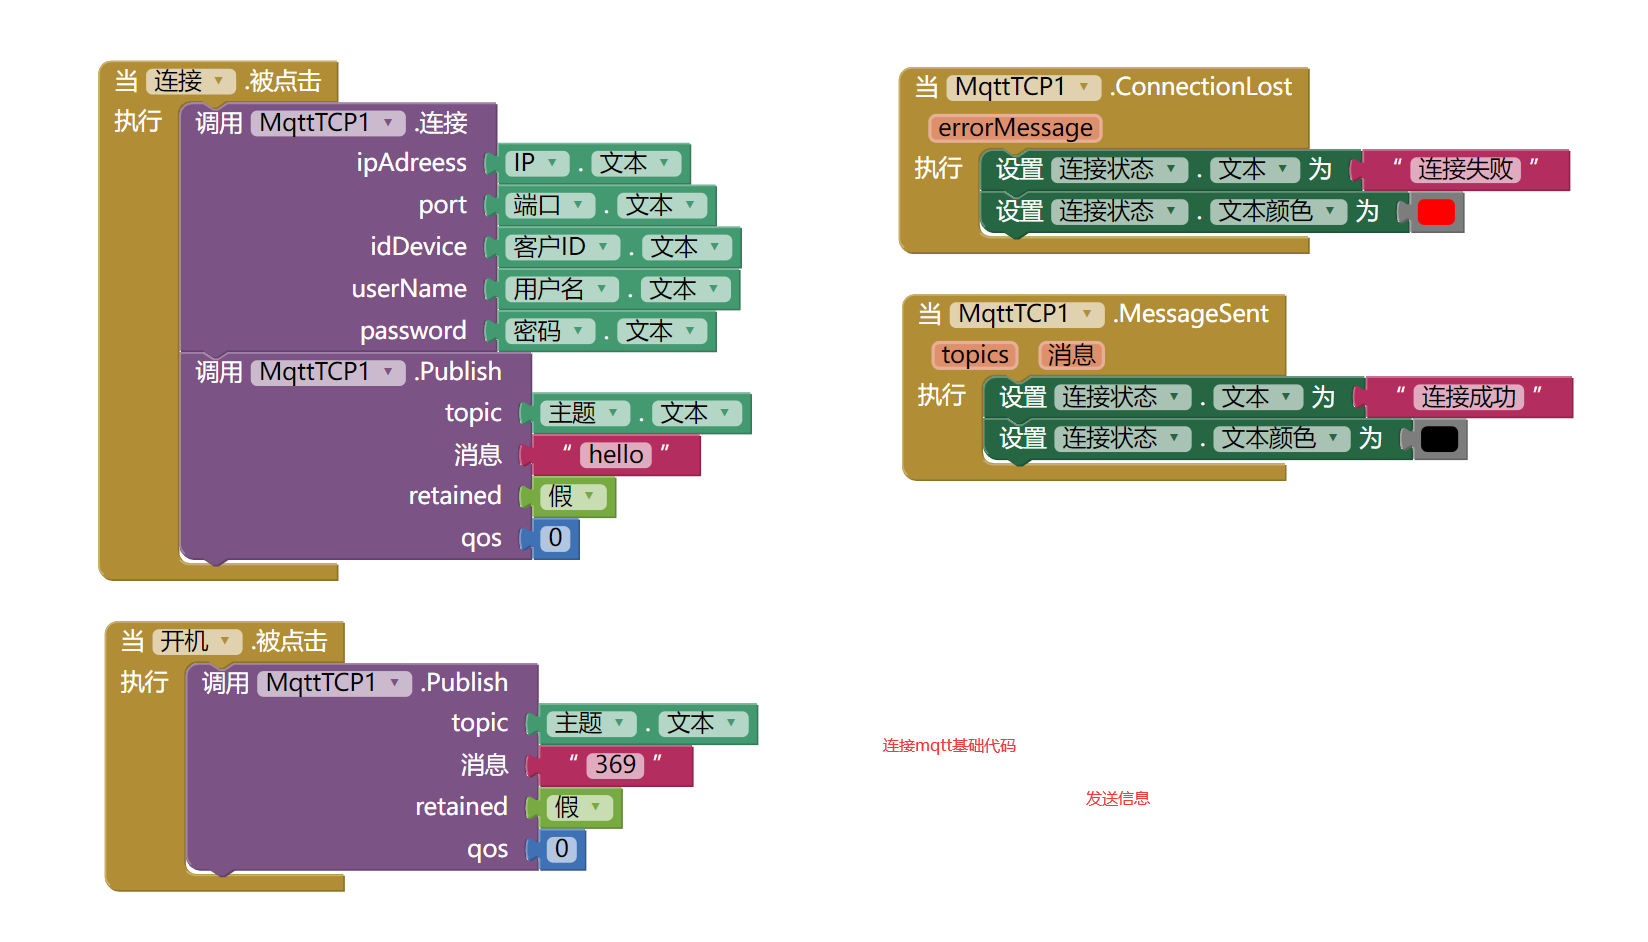 当 连接 .被点击
执行 调用 MqttTCP1 .连接
ipAdreess IP . 文本
port 端口 . 文本
idDevice 客户ID . 文本
userName 用户名 . 文本
password 密码 . 文本
调用 MqttTCP1 .Publish
topic 主题 . 文本
消息 “ hello ”
retained 假
qos 0
当 开机 .被点击
执行 调用 MqttTCP1 .Publish
topic 主题 . 文本
消息 “ 369 ”
retained 假
qos 0
当 MqttTCP1 .ConnectionLost
errorMessage
执行 设置 连接状态 . 文本 为 “ 连接失败 ”
设置 连接状态 . 文本颜色 为
当 MqttTCP1 .MessageSent
topics 消息
执行 设置 连接状态 . 文本 为 “ 连接成功 ”
设置 连接状态 . 文本颜色 为
连接mqtt基础代码
发送信息